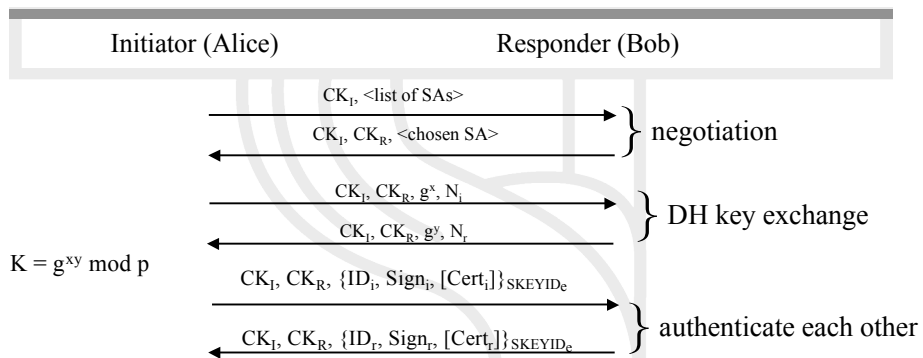 Initiator (Alice) Responder (Bob)
CK_I, <list of SAs>
CK_I, CK_R, <chosen SA>
negotiation
CK_I, CK_R, g^x, N_i
DH key exchange
CK_I, CK_R, g^y, N_r
K = g^xy mod p
CK_I, CK_R, {ID_i, Sign_i, [Cert_i]}_SKEYID_e
authenticate each other
CK_I, CK_R, {ID_r, Sign_r, [Cert_r]}_SKEYID_e